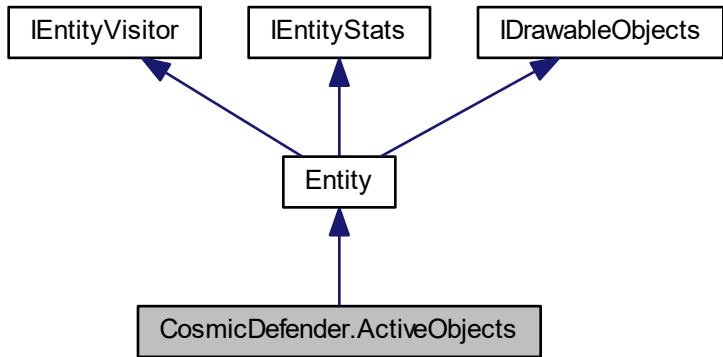 IEntityVisitor
IEntityStats
IDrawableObjects
Entity
CosmicDefender.ActiveObjects